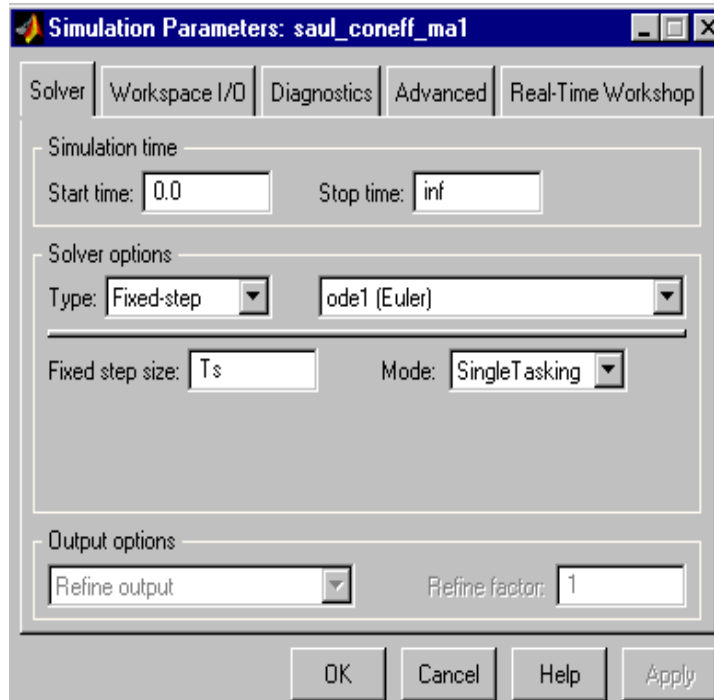 Simulation Parameters: saul_coneff_ma1
Solver Workspace I/O Diagnostics Advanced Real-Time Workshop
Simulation time
Start time: 0.0 Stop time: inf
Solver options
Type: Fixed-step ode1 (Euler)
Fixed step size: Ts Mode: SingleTasking
Output options
Refine output Refine factor: 1
OK Cancel Help Apply